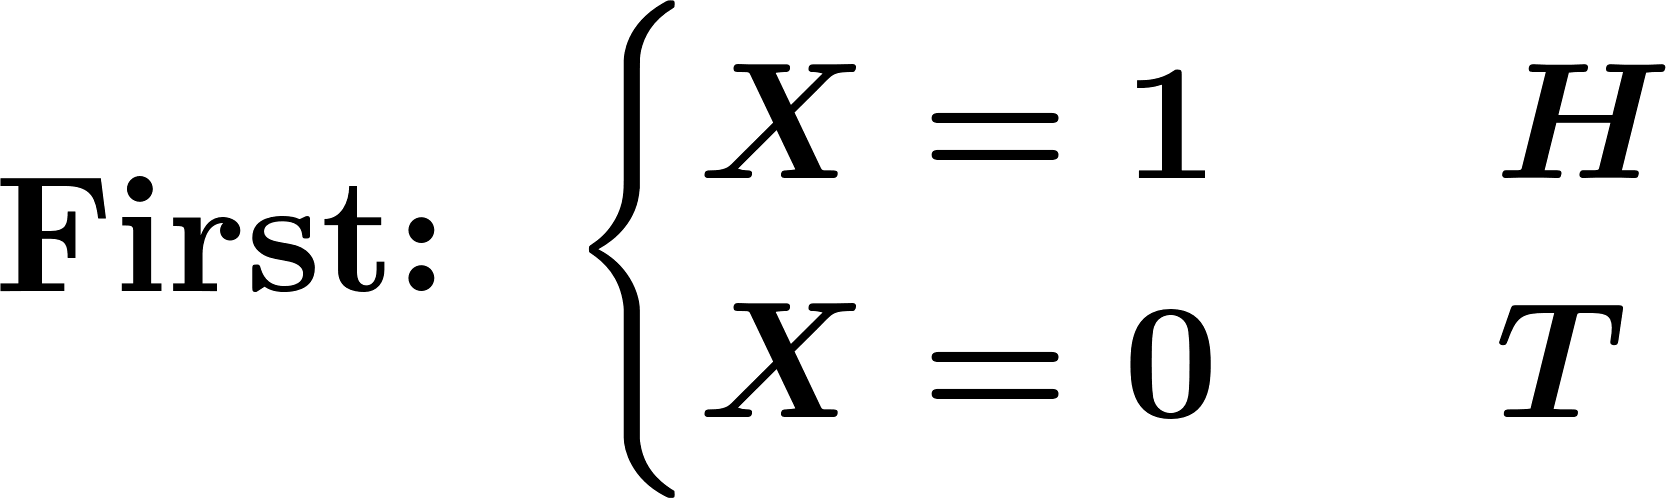 X = 1 H
First:
X = 0 T